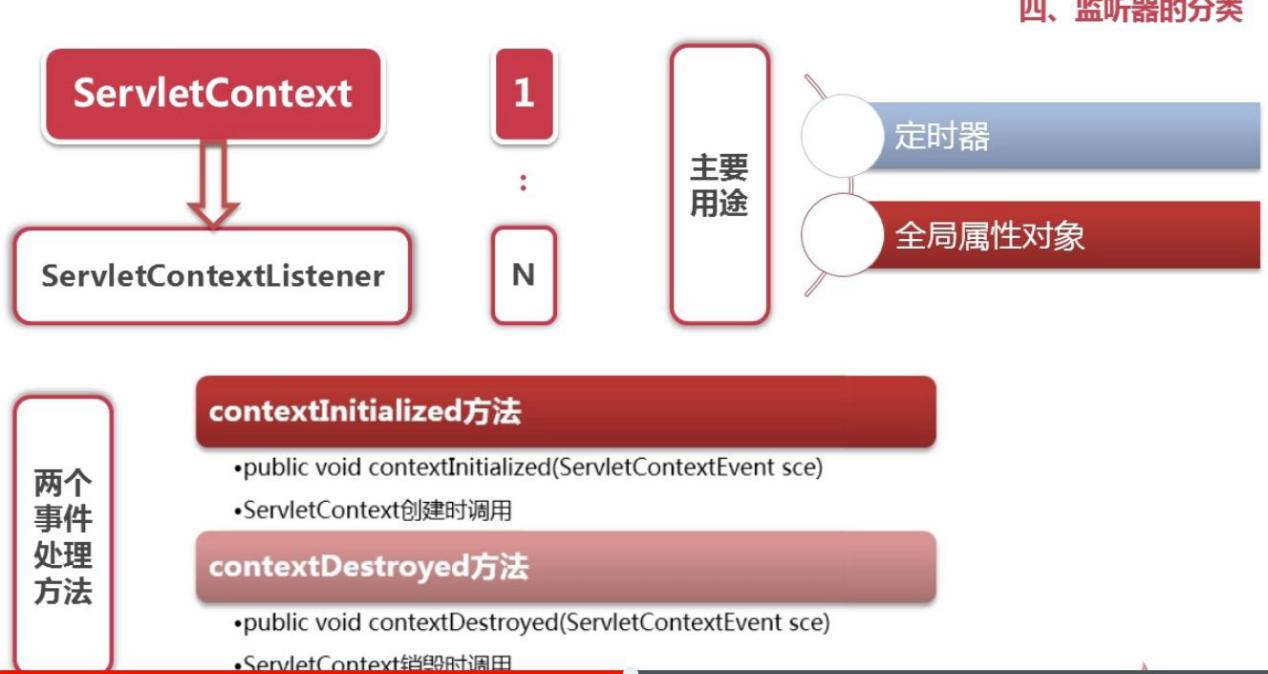 四、监听器的分类
ServletContext
1
:
ServletContextListener
N
主要
用途
定时器
全局属性对象
两个
事件
处理
方法
contextInitialized方法
•public void contextInitialized(ServletContextEvent sce)
•ServletContext创建时调用
contextDestroyed方法
•public void contextDestroyed(ServletContextEvent sce)
•ServletContext销毁时调用